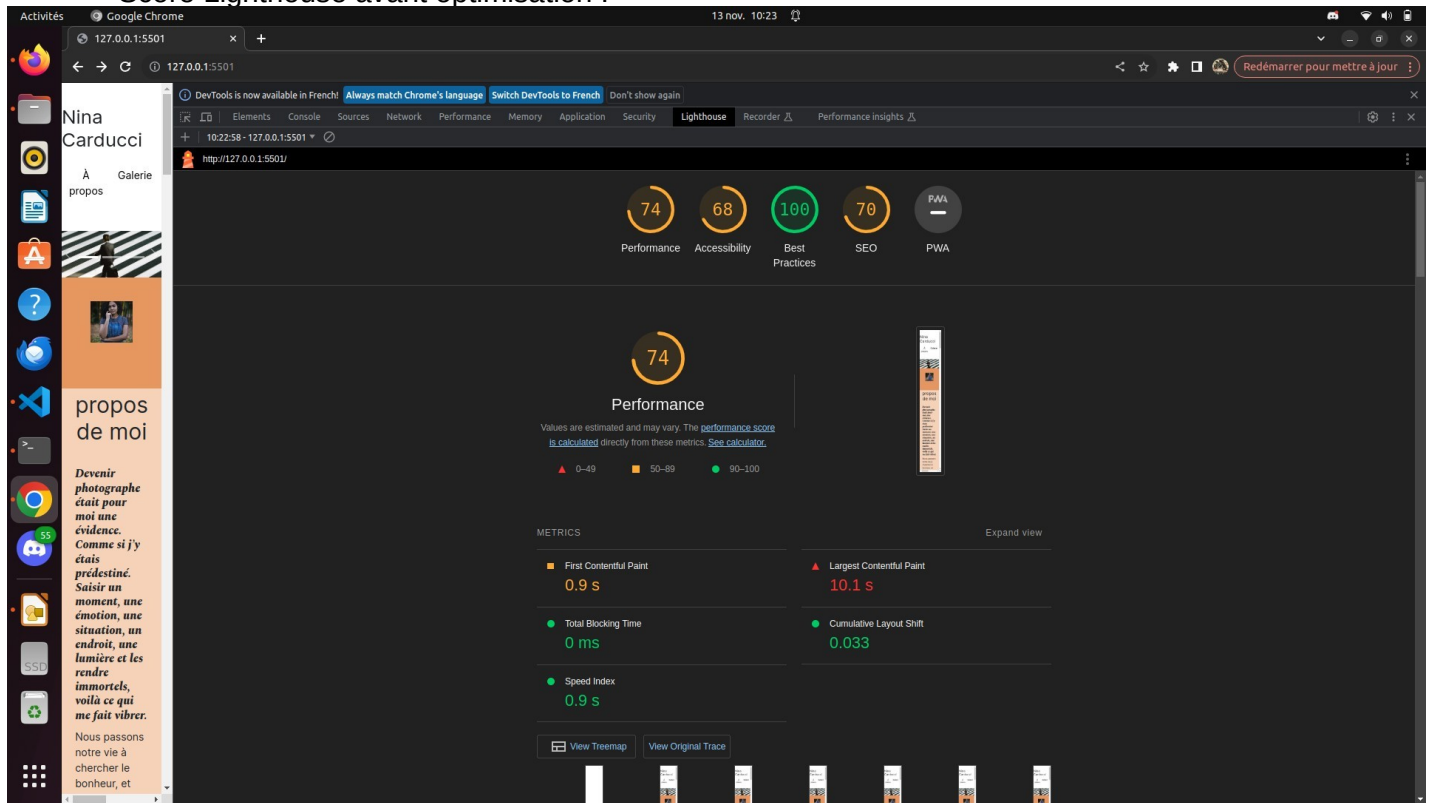 Score Lighthouse avant optimisation :
Activités Google Chrome 13 nov. 10:23
127.0.0.1:5501
127.0.0.1:5501 Redémarrer pour mettre à jour
DevTools is now available in French! Always match Chrome's language Switch DevTools to French Don't show again
Elements Console Sources Network Performance Memory Application Security Lighthouse Recorder Performance insights
10:22:58 - 127.0.0.1:5501
http://127.0.0.1:5501/
Nina
Carducci
À Galerie
propos
propos
de moi
Devenir
photographe
était pour
moi une
évidence.
Comme si j'y
étais
prédestiné.
Saisir un
moment, une
émotion, une
situation, un
endroit, une
lumière et les
rendre
immortels,
voilà ce qui
me fait vibrer.
Nous passons
notre vie à
chercher le
bonheur, et
55
SSD
74 68 100 70 PWA
Performance Accessibility Best Practices SEO PWA
74
Performance
Values are estimated and may vary. The performance score
is calculated directly from these metrics. See calculator.
0–49 50–89 90–100
METRICS Expand view
First Contentful Paint
0.9 s
Largest Contentful Paint
10.1 s
Total Blocking Time
0 ms
Cumulative Layout Shift
0.033
Speed Index
0.9 s
View Treemap View Original Trace